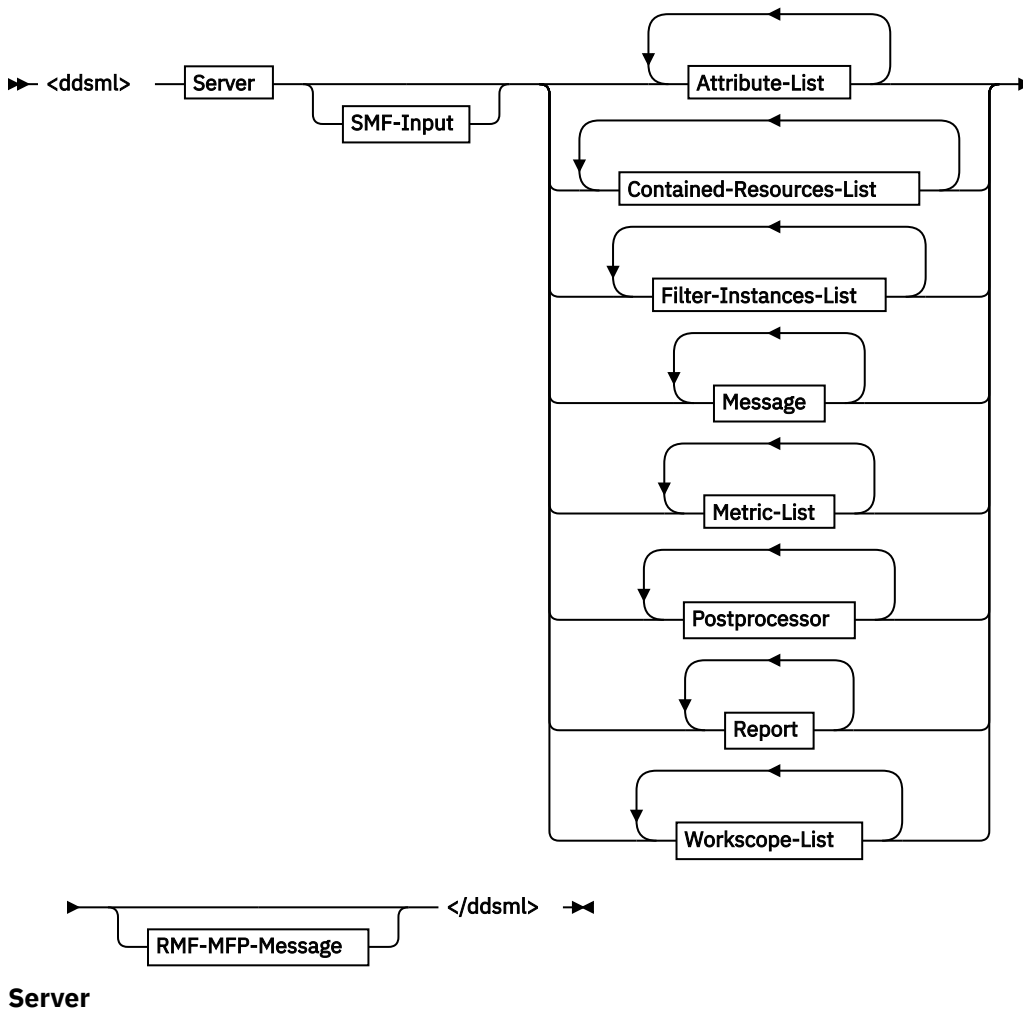 <ddsml> Server Attribute-List
SMF-Input
Contained-Resources-List
Filter-Instances-List
Message
Metric-List
Postprocessor
Report
Workscope-List
</ddsml>
RMF-MFP-Message
Server